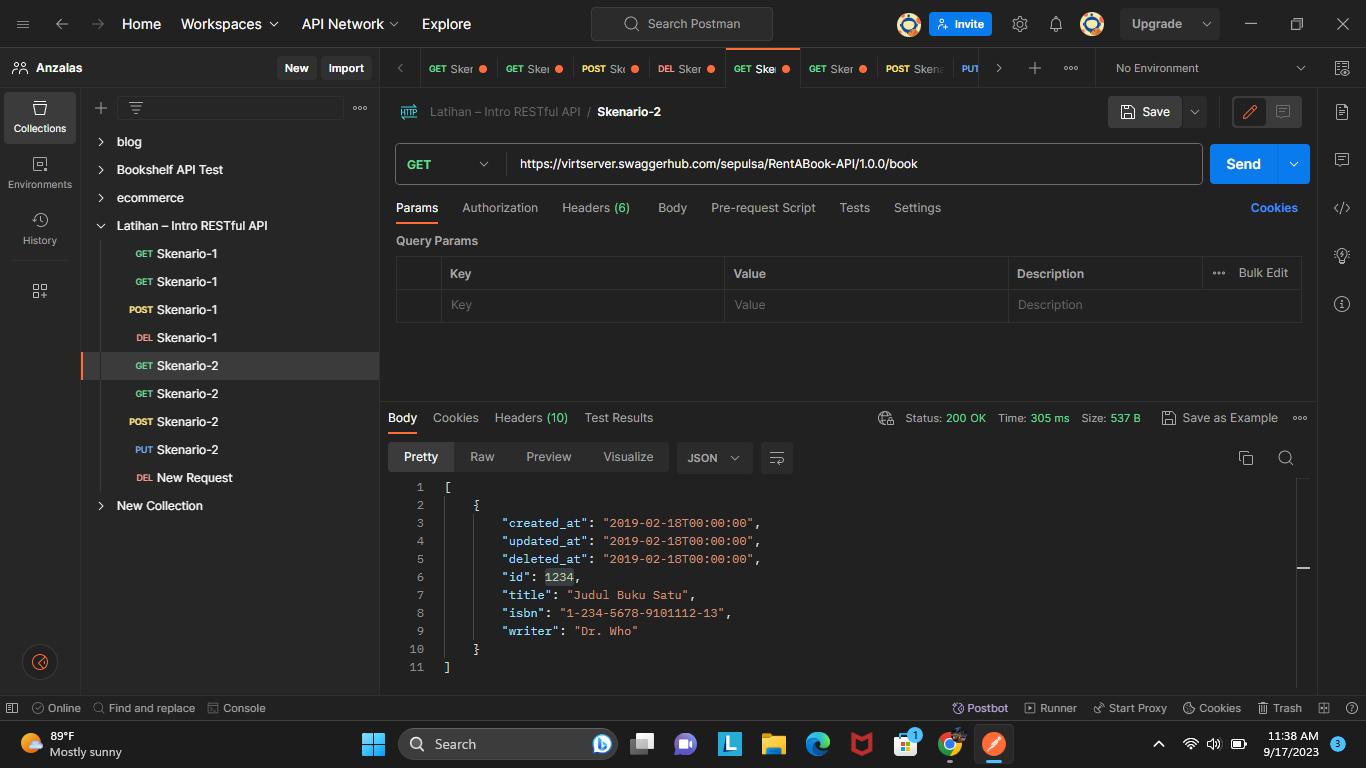 Home Workspaces API Network Explore Search Postman Invite Upgrade
Anzalas New Import
GET Sker GET Sker POST Sk DEL Sker GET Ske GET Sker POST Skena PUT No Environment
Collections
Environments
History
blog
Bookshelf API Test
ecommerce
Latihan – Intro RESTful API
GET Skenario-1
GET Skenario-1
POST Skenario-1
DEL Skenario-1
GET Skenario-2
GET Skenario-2
POST Skenario-2
PUT Skenario-2
DEL New Request
New Collection
HTTP Latihan – Intro RESTful API / Skenario-2 Save
GET https://virtserver.swaggerhub.com/sepulsa/RentABook-API/1.0.0/book Send
Params Authorization Headers (6) Body Pre-request Script Tests Settings Cookies
Query Params
Key Value Description Bulk Edit
Key Value Description
Body Cookies Headers (10) Test Results Status: 200 OK Time: 305 ms Size: 537 B Save as Example
Pretty Raw Preview Visualize JSON
1 [
2 {
3 "created_at": "2019-02-18T00:00:00",
4 "updated_at": "2019-02-18T00:00:00",
5 "deleted_at": "2019-02-18T00:00:00",
6 "id": 1234,
7 "title": "Judul Buku Satu",
8 "isbn": "1-234-5678-9101112-13",
9 "writer": "Dr. Who"
10 }
11 ]
Online Find and replace Console Postbot Runner Start Proxy Cookies Trash
89°F
Mostly sunny
Search
L
1
11:38 AM
9/17/2023
3